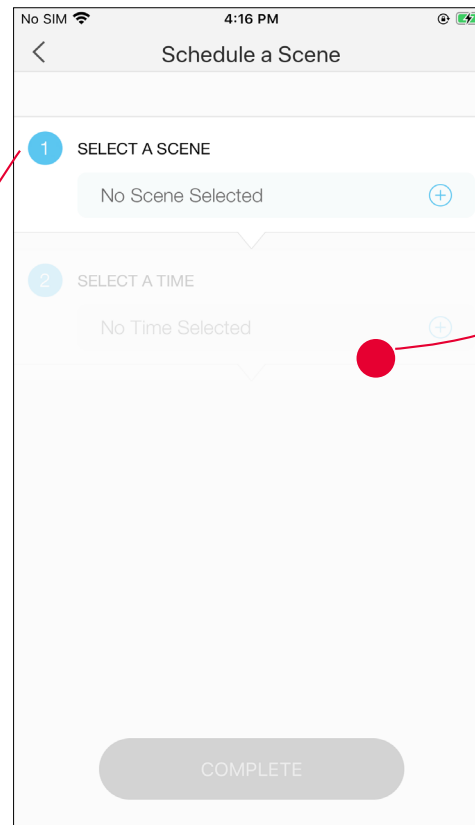 No SIM 4:16 PM
Schedule a Scene
1 SELECT A SCENE
No Scene Selected
2 SELECT A TIME
No Time Selected
COMPLETE